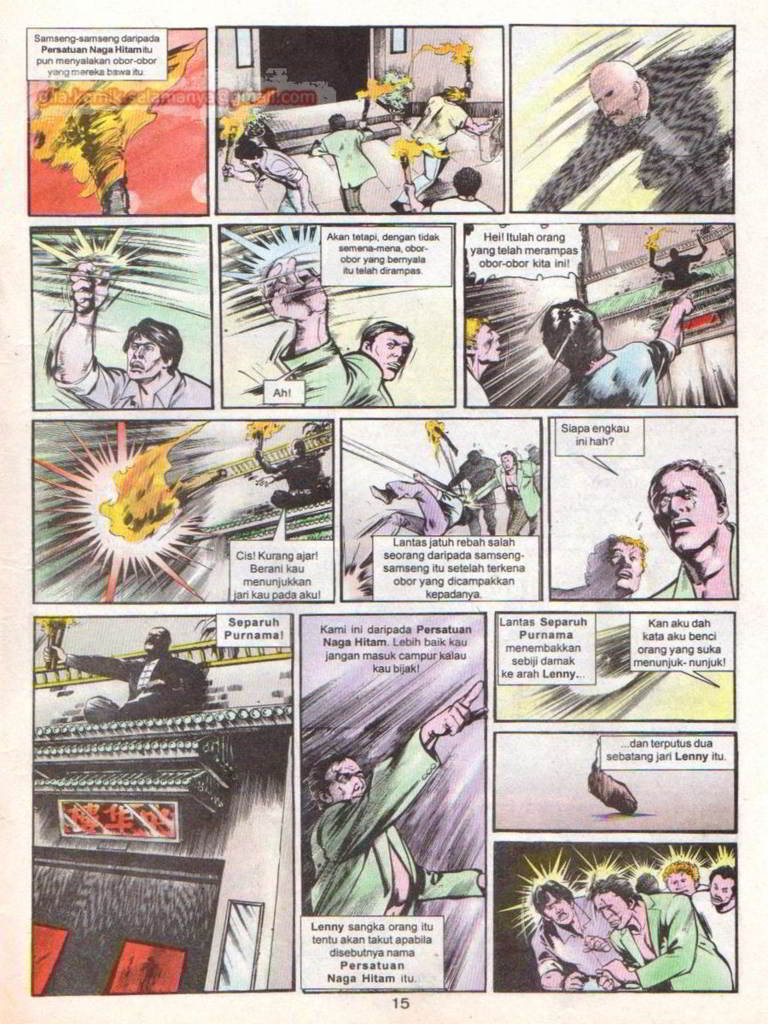 Samseng-samseng daripada
Persatuan Naga Hitam itu
pun menyalakan obor-obor
yang mereka bawa itu.
gila.komik.selamanya@gmail.com
Akan tetapi, dengan tidak
semena-mena, obor-
obor yang bernyala
itu telah dirampas.
Ah!
Hei! Itulah orang
yang telah merampas
obor-obor kita ini!
Cis! Kurang ajar!
Berani kau
menunjukkan
jari kau pada aku!
Lantas jatuh rebah salah
seorang daripada samseng-
samseng itu setelah terkena
obor yang dicampakkan
kepadanya.
Siapa engkau
ini hah?
Separuh
Purnama!
Kami ini daripada Persatuan
Naga Hitam. Lebih baik kau
jangan masuk campur kalau
kau bijak!
Lenny sangka orang itu
tentu akan takut apabila
disebutnya nama
Persatuan
Naga Hitam itu.
Lantas Separuh
Purnama
menembakkan
sebiji damak
ke arah Lenny...
Kan aku dah
kata aku benci
orang yang suka
menunjuk- nunjuk!
...dan terputus dua
sebatang jari Lenny itu.
15